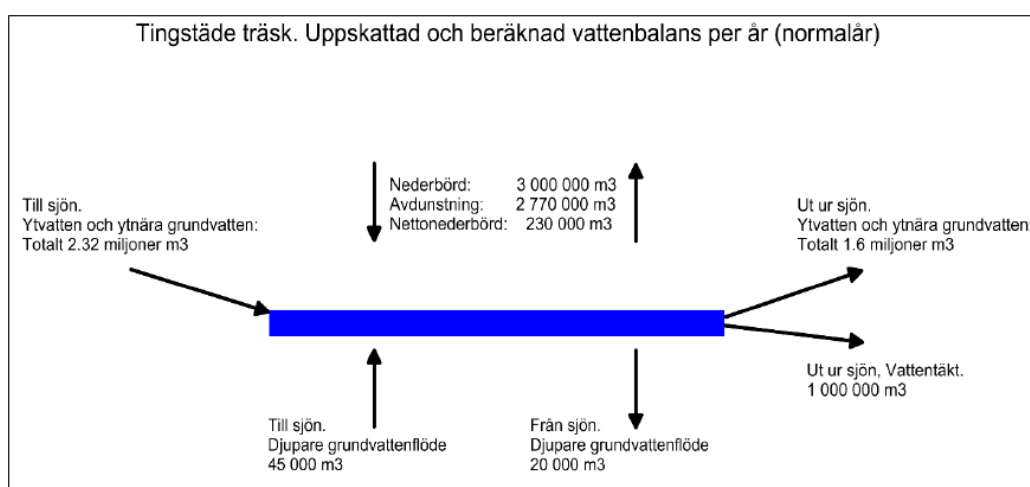 Tingstäde träsk. Uppskattad och beräknad vattenbalans per år (normalår)
Nederbörd: 3 000 000 m3
Avdunstning: 2 770 000 m3
Nettonederbörd: 230 000 m3
Till sjön.
Ytvatten och ytnära grundvatten:
Totalt 2.32 miljoner m3
Ut ur sjön.
Ytvatten och ytnära grundvatten:
Totalt 1.6 miljoner m3
Ut ur sjön, Vattentäkt.
1 000 000 m3
Till sjön.
Djupare grundvattenflöde
45 000 m3
Från sjön.
Djupare grundvattenflöde
20 000 m3